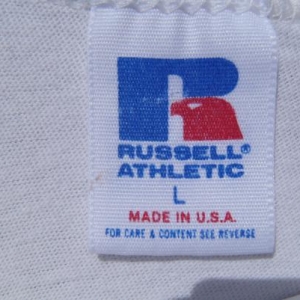 R
RUSSELL®
ATHLETIC
L
MADE IN U.S.A.
FOR CARE & CONTENT SEE REVERSE